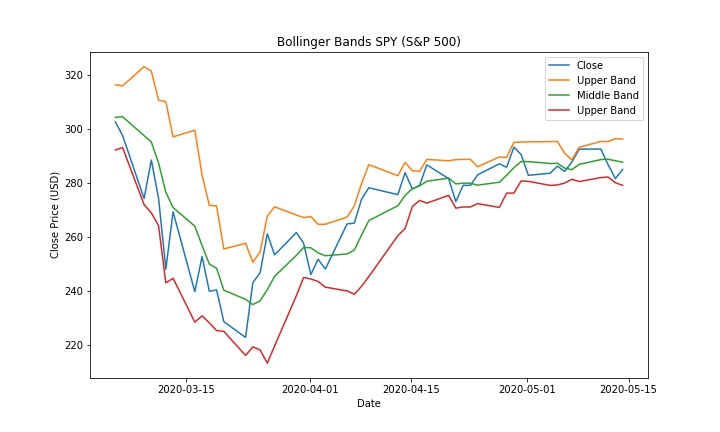 Bollinger Bands SPY (S&P 500)
Close
Upper Band
Middle Band
Upper Band
Close Price (USD)
320
300
280
260
240
220
2020-03-15
2020-04-01
2020-04-15
2020-05-01
2020-05-15
Date